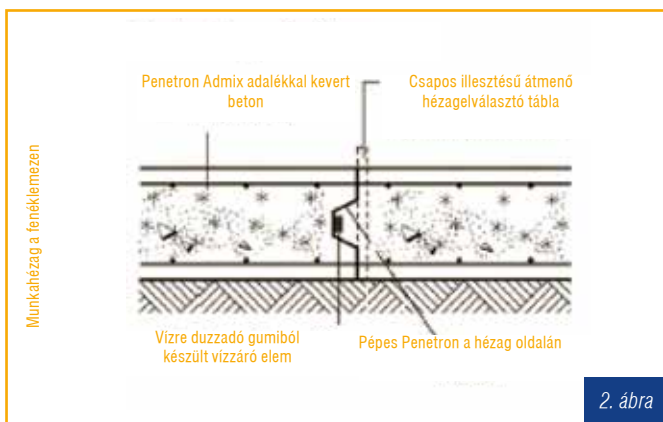 Penetron Admix adalékkal kevert
beton
Csapos illesztésű átmenő
hézagelválasztó tábla
Munkahézag a fenéklemezen
Vízre duzzadó gumiból
készült vízzáró elem
Pépes Penetron a hézag oldalán
2. ábra